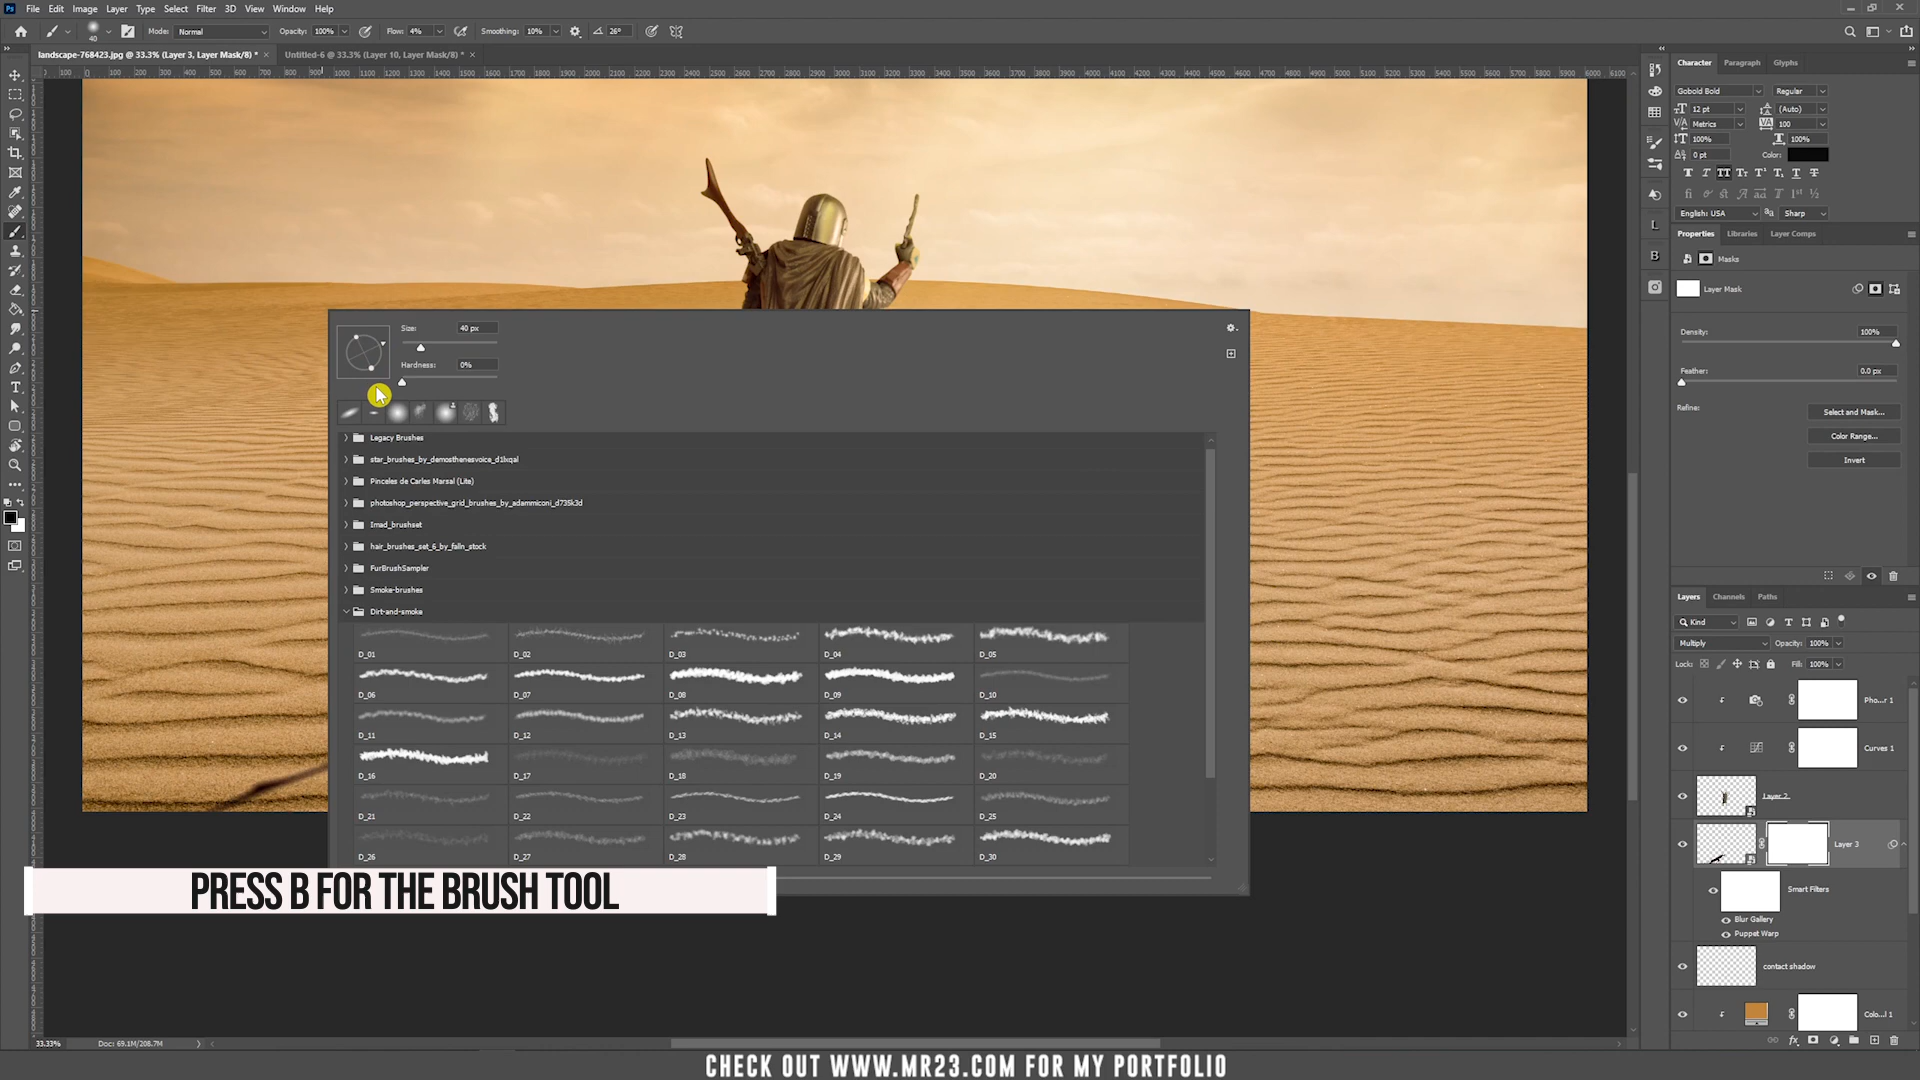 Ps File Edit Image Layer Type Select Filter 3D View Window Help
40 Mode: Normal Opacity: 100% Flow: 4% Smoothing: 10% 26°
landscape-768423.jpg @ 33.3% (Layer 3, Layer Mask/8) * × Untitled-6 @ 33.3% (Layer 10, Layer Mask/8) * ×
Character Paragraph Glyphs
Gobold Bold Regular
12 pt (Auto)
Metrics 100
100% 100%
0 pt Color:
English: USA Sharp
Properties Libraries Layer Comps
Masks
Layer Mask
Density: 100%
Feather: 0.0 px
Refine: Select and Mask...
Color Range...
Invert
Size: 40 px
Hardness: 0%
Legacy Brushes
star_brushes_by_demosthenesvoice_d1lxqal
Pinceles de Carles Marsal (Lite)
photoshop_perspective_grid_brushes_by_adammiconi_d735k3d
Imad_brushset
hair_brushes_set_6_by_falln_stock
FurBrushSampler
Smoke-brushes
Dirt-and-smoke
D_01 D_02 D_03 D_04 D_05
D_06 D_07 D_08 D_09 D_10
D_11 D_12 D_13 D_14 D_15
D_16 D_17 D_18 D_19 D_20
D_21 D_22 D_23 D_24 D_25
D_26 D_27 D_28 D_29 D_30
Layers Channels Paths
Kind
Multiply Opacity: 100%
Lock: Fill: 100%
Pho...r 1
Curves 1
Layer 2
Layer 3
Smart Filters
Blur Gallery
Puppet Warp
contact shadow
Colo...l 1
PRESS B FOR THE BRUSH TOOL
33.33% Doc: 69.1M/208.7M
CHECK OUT WWW.MR23.COM FOR MY PORTFOLIO